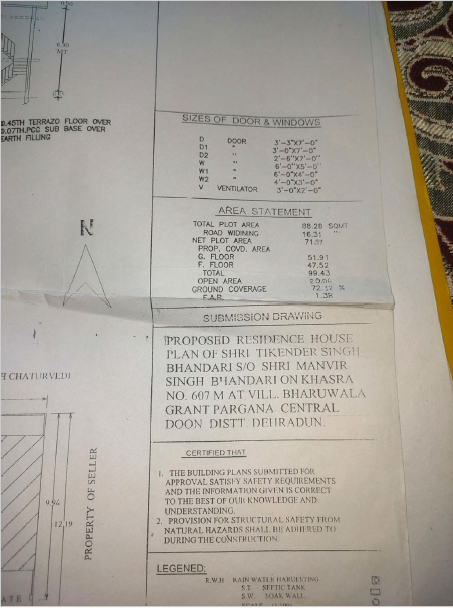 6.30
MT
0.45TH TERRAZO FLOOR OVER
0.07TH.PCC SUB BASE OVER
EARTH FILLING
N
SIZES OF DOOR & WINDOWS
D DOOR 3'-3"X7'-0"
D1 " 3'-0"X7'-0"
D2 " 2'-6"X7'-0"
W " 6'-0"X5'-0"
W1 " 6'-0"X4'-0"
W2 " 4'-0"X3'-0"
V VENTILATOR 3'-0"X2'-0"
AREA STATEMENT
TOTAL PLOT AREA 88.28 SQMT
ROAD WIDINING 16.31 "
NET PLOT AREA
PROP. COVD. AREA
G. FLOOR 51.91
F. FLOOR 47.52
TOTAL 99.43
OPEN AREA
GROUND COVERAGE %
F.A.R. 1.38
SUBMISSION DRAWING
PROPOSED RESIDENCE HOUSE
PLAN OF SHRI TIKENDER SINGH
BHANDARI S/O SHRI MANVIR
SINGH BHANDARI ON KHASRA
NO. 607 M AT VILL. BHARUWALA
GRANT PARGANA CENTRAL
DOON DISTT. DEHRADUN.
CERTIFIED THAT
1. THE BUILDING PLANS SUBMITTED FOR
APPROVAL SATISFY SAFETY REQUIREMENTS
AND THE INFORMATION GIVEN IS CORRECT
TO THE BEST OF OUR KNOWLEDGE AND
UNDERSTANDING.
2. PROVISION FOR STRUCTURAL SAFETY FROM
NATURAL HAZARDS SHALL BE ADHERED TO
DURING THE CONSTRUCTION.
LEGENED:
R.W.H RAIN WATER HARUESTING
S.T. SEPTIC TANK
S.W. SOAK WALL
SCALE
CHATURVEDI
9.94
12.19
PROPERTY OF SELLER